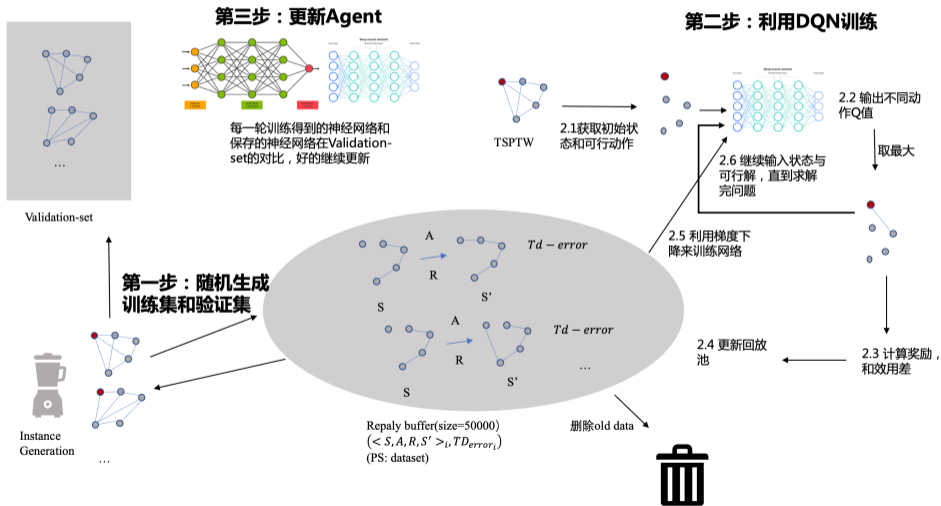 第三步：更新Agent
每一轮训练得到的神经网络和
保存的神经网络在Validation-
set的对比，好的继续更新
...
Validation-set
第二步：利用DQN训练
TSPTW
2.1获取初始状
态和可行动作
2.2 输出不同动
作Q值
取最大
2.6 继续输入状态与
可行解，直到求解
完问题
2.5 利用梯度下
降来训练网络
2.4 更新回放
池
2.3 计算奖励，
和效用差
第一步：随机生成
训练集和验证集
Instance
Generation
...
A
R
S
S’
Td − error
A
R
S
S’
Td − error
...
Repaly buffer(size=50000)
(< S, A, R, S′ >i, TDerrori)
(PS: dataset)
删除old data